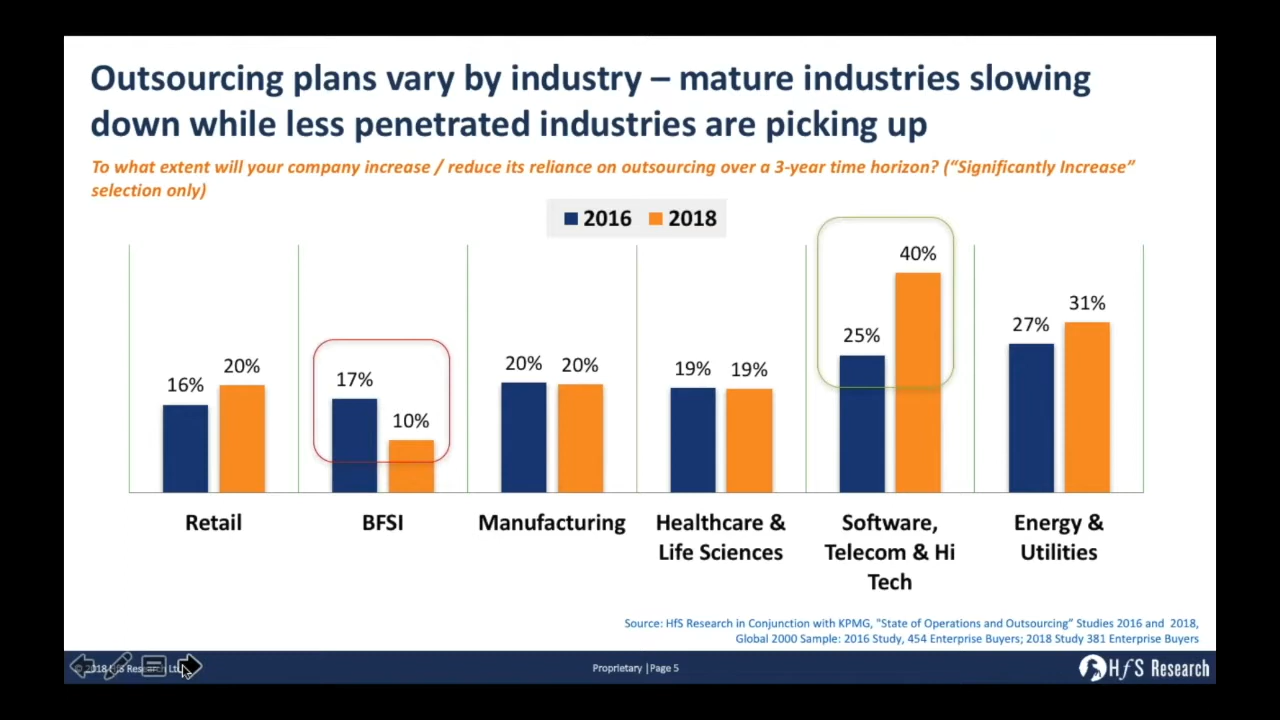 Outsourcing plans vary by industry – mature industries slowing
down while less penetrated industries are picking up
To what extent will your company increase / reduce its reliance on outsourcing over a 3-year time horizon? (“Significantly Increase”
selection only)
2016 2018
16% 20% 17% 10% 20% 20% 19% 19% 25% 40% 27% 31%
Retail BFSI Manufacturing Healthcare & Software, Energy &
Life Sciences Telecom & Hi Utilities
Tech
Source: HfS Research in Conjunction with KPMG, "State of Operations and Outsourcing” Studies 2016 and 2018,
Global 2000 Sample: 2016 Study, 454 Enterprise Buyers; 2018 Study 381 Enterprise Buyers
2018 HfS Research Ltd Proprietary | Page 5 HfS Research